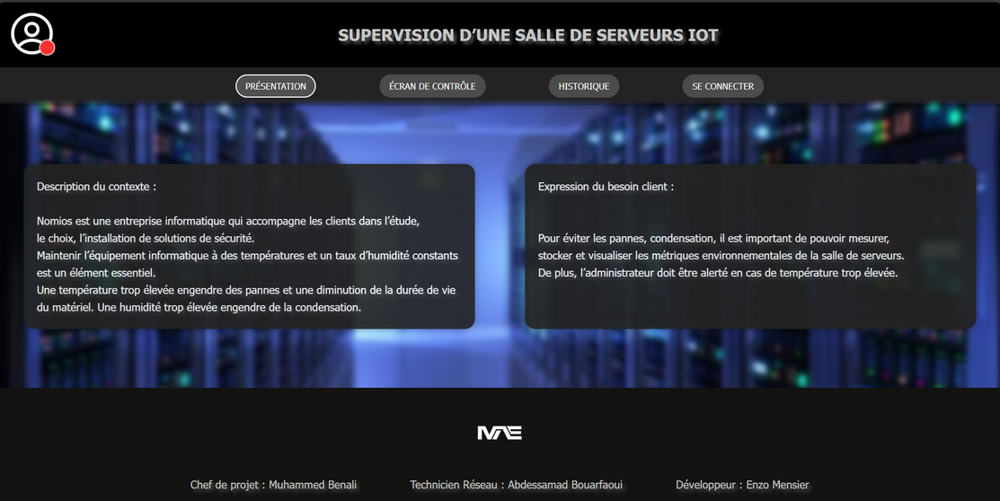 SUPERVISION D’UNE SALLE DE SERVEURS IOT
PRÉSENTATION
ÉCRAN DE CONTRÔLE
HISTORIQUE
SE CONNECTER
Description du contexte :
Nomios est une entreprise informatique qui accompagne les clients dans l’étude,
le choix, l’installation de solutions de sécurité.
Maintenir l’équipement informatique à des températures et un taux d’humidité constants
est un élément essentiel.
Une température trop élevée engendre des pannes et une diminution de la durée de vie
du matériel. Une humidité trop élevée engendre de la condensation.
Expression du besoin client :
Pour éviter les pannes, condensation, il est important de pouvoir mesurer,
stocker et visualiser les métriques environnementales de la salle de serveurs.
De plus, l’administrateur doit être alerté en cas de température trop élevée.
MAE
Chef de projet : Muhammed Benali
Technicien Réseau : Abdessamad Bouarfaoui
Développeur : Enzo Mensier